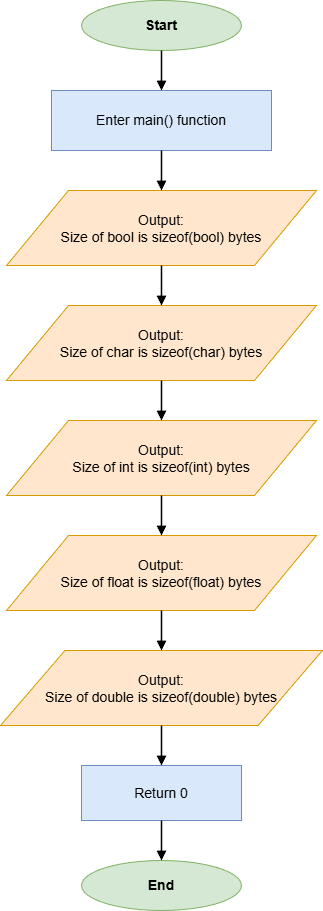 Start
Enter main() function
Output:
Size of bool is sizeof(bool) bytes
Output:
Size of char is sizeof(char) bytes
Output:
Size of int is sizeof(int) bytes
Output:
Size of float is sizeof(float) bytes
Output:
Size of double is sizeof(double) bytes
Return 0
End